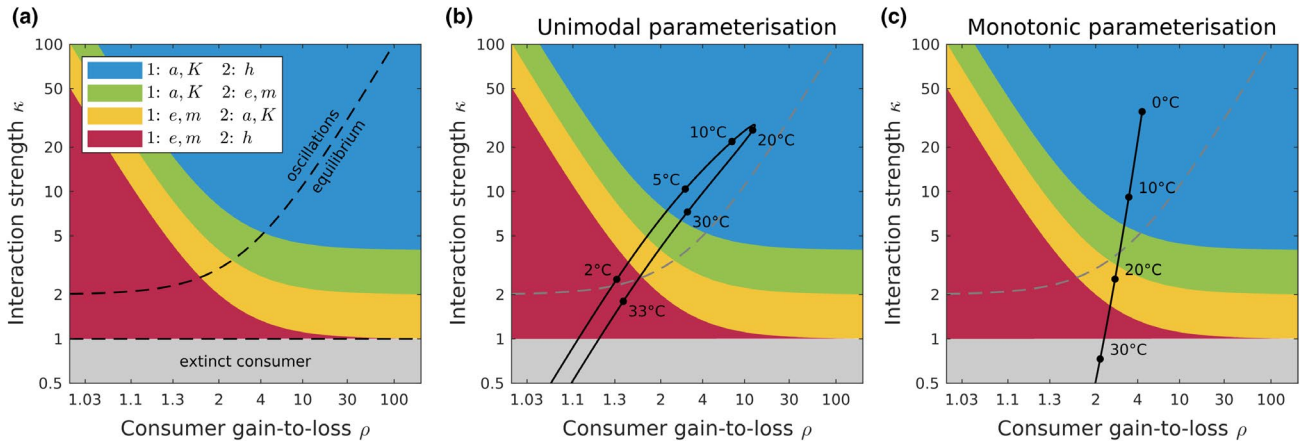 (a)
Interaction strength κ
100
50
20
10
5
2
1
0.5
1: a, K 2: h
1: a, K 2: e, m
1: e, m 2: a, K
1: e, m 2: h
oscillations
equilibrium
extinct consumer
1.03 1.1 1.3 2 4 10 30 100
Consumer gain-to-loss ρ
(b) Unimodal parameterisation
Interaction strength κ
100
50
20
10
5
2
1
0.5
10°C
20°C
5°C
30°C
2°C
33°C
1.03 1.1 1.3 2 4 10 30 100
Consumer gain-to-loss ρ
(c) Monotonic parameterisation
Interaction strength κ
100
50
20
10
5
2
1
0.5
0°C
10°C
20°C
30°C
1.03 1.1 1.3 2 4 10 30 100
Consumer gain-to-loss ρ